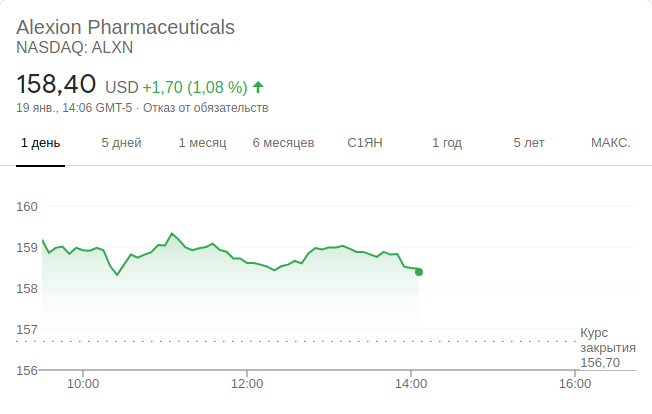 Alexion Pharmaceuticals
NASDAQ: ALXN
158,40 USD +1,70 (1,08 %)
19 янв., 14:06 GMT-5 · Отказ от обязательств
1 день 5 дней 1 месяц 6 месяцев С1ЯН 1 год 5 лет МАКС.
160
159
158
157
Курс
закрытия
156,70
156
10:00 12:00 14:00 16:00